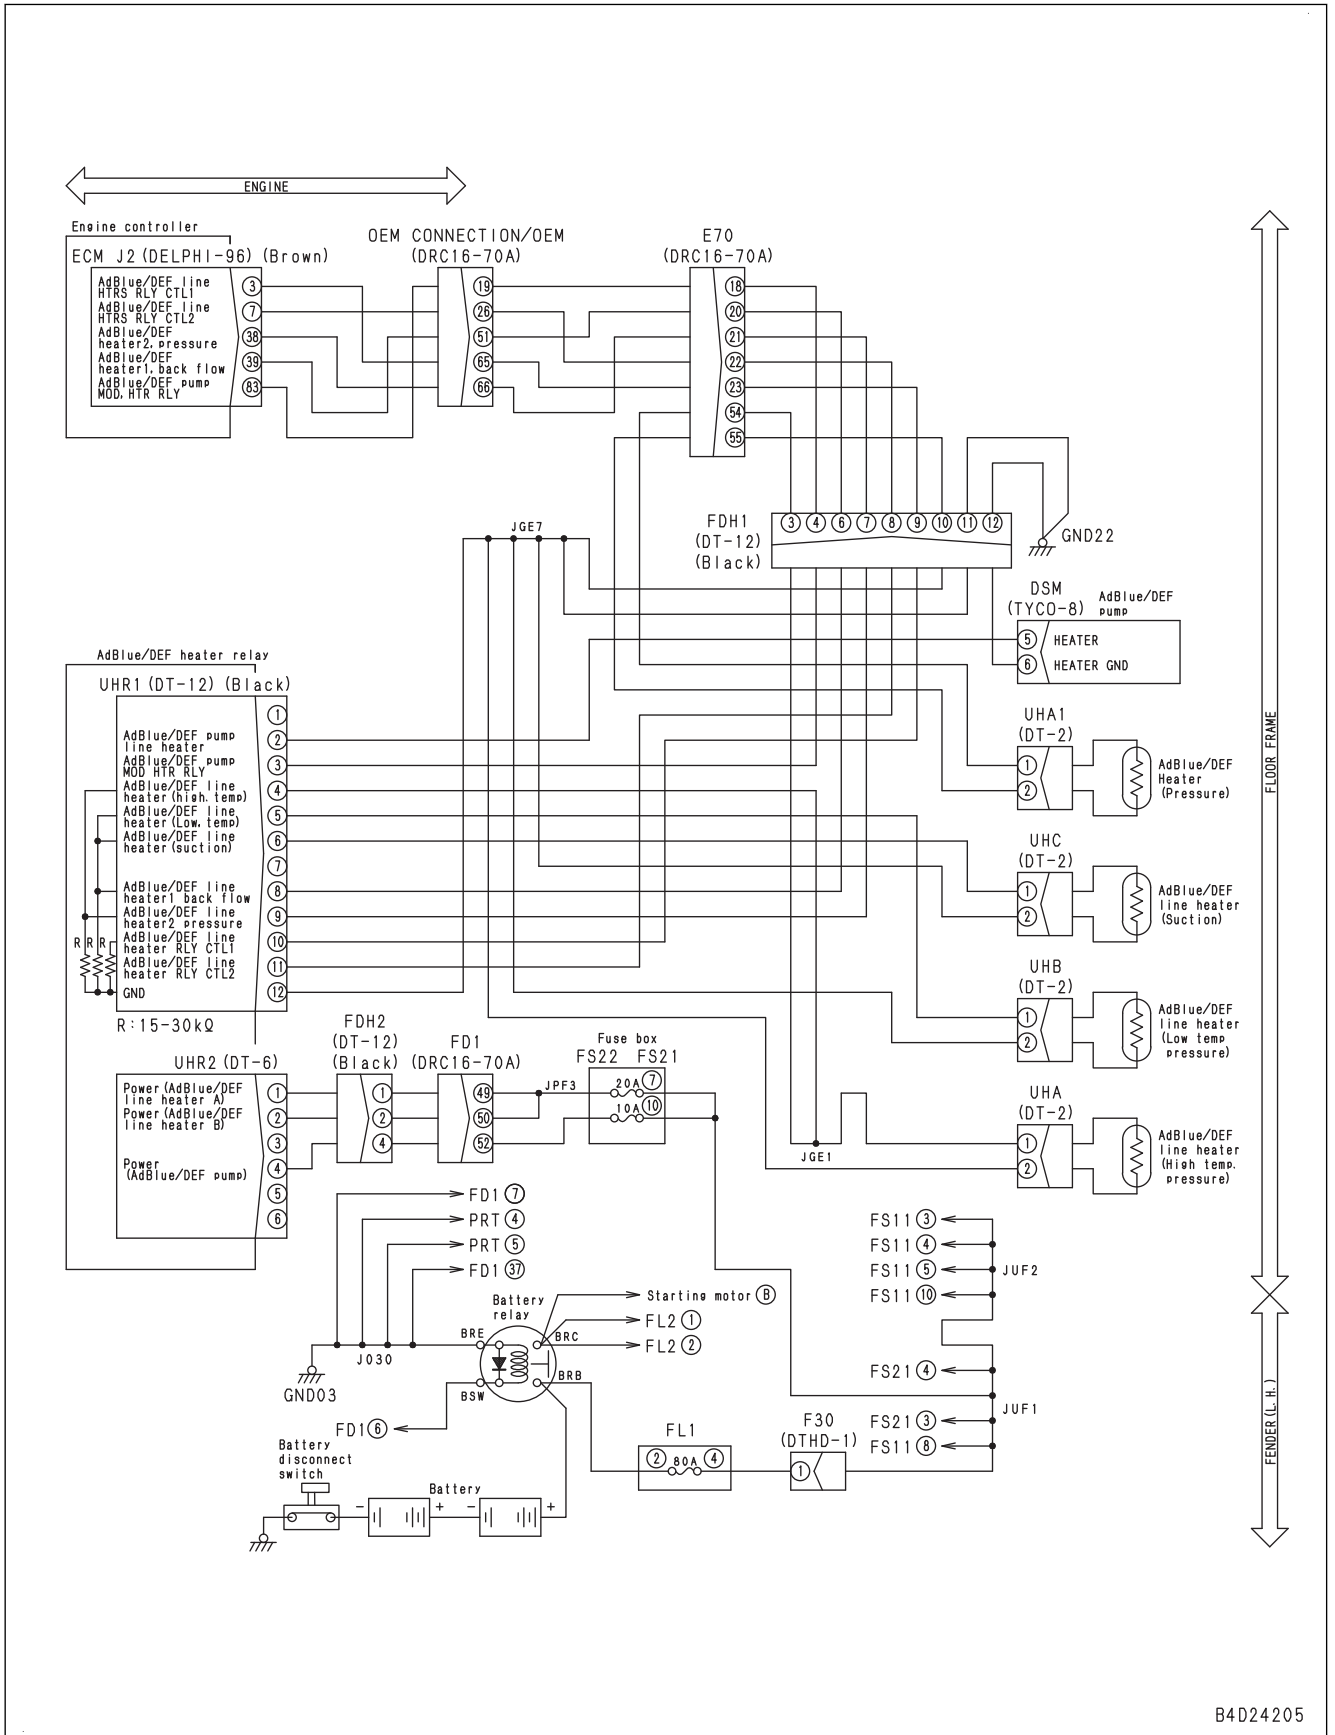 ENGINE
Engine controller
ECM J2 (DELPHI-96) (Brown)
AdBlue/DEF line
HTRS RLY CTL1
AdBlue/DEF line
HTRS RLY CTL2
AdBlue/DEF
heater2. pressure
AdBlue/DEF
heater1. back flow
AdBlue/DEF pump
MOD. HTR RLY
3
7
38
39
83
OEM CONNECTION/OEM
(DRC16-70A)
19
26
51
65
66
E70
(DRC16-70A)
18
20
21
22
23
54
55
FDH1
(DT-12)
(Black)
3 4 6 7 8 9 10 11 12
GND22
JGE7
DSM
(TYCO-8)
AdBlue/DEF
pump
5 HEATER
6 HEATER GND
AdBlue/DEF heater relay
UHR1 (DT-12) (Black)
1
AdBlue/DEF pump
line heater
2
AdBlue/DEF pump
MOD HTR RLY
3
AdBlue/DEF line
heater (high. temp)
4
AdBlue/DEF line
heater (Low. temp)
5
AdBlue/DEF line
heater (suction)
6
7
AdBlue/DEF line
heater1 back flow
8
AdBlue/DEF line
heater2 pressure
9
AdBlue/DEF line
heater RLY CTL1
10
AdBlue/DEF line
heater RLY CTL2
11
GND
12
R R R
R:15-30kΩ
UHA1
(DT-2)
1
2
AdBlue/DEF
Heater
(Pressure)
UHC
(DT-2)
1
2
AdBlue/DEF
line heater
(Suction)
UHB
(DT-2)
1
2
AdBlue/DEF
line heater
(Low temp
pressure)
UHA
(DT-2)
1
2
AdBlue/DEF
line heater
(High temp.
pressure)
JGE1
FLOOR FRAME
UHR2 (DT-6)
Power (AdBlue/DEF
line heater A)
Power (AdBlue/DEF
line heater B)
Power
(AdBlue/DEF pump)
1
2
3
4
5
6
FDH2
(DT-12)
(Black)
1
2
4
FD1
(DRC16-70A)
49
50
52
JPF3
Fuse box
FS22 FS21
20A 7
10A 10
FD1 7
PRT 4
PRT 5
FD1 37
J030
GND03
Battery
relay
BRE
BRC
BSW
BRB
Starting motor B
FL2 1
FL2 2
FD1 6
Battery
disconnect
switch
Battery
- + - +
FL1
2 80A 4
F30
(DTHD-1)
1
FS11 3
FS11 4
FS11 5
FS11 10
JUF2
FS21 4
JUF1
FS21 3
FS11 8
FENDER (L. H.)
B4D24205